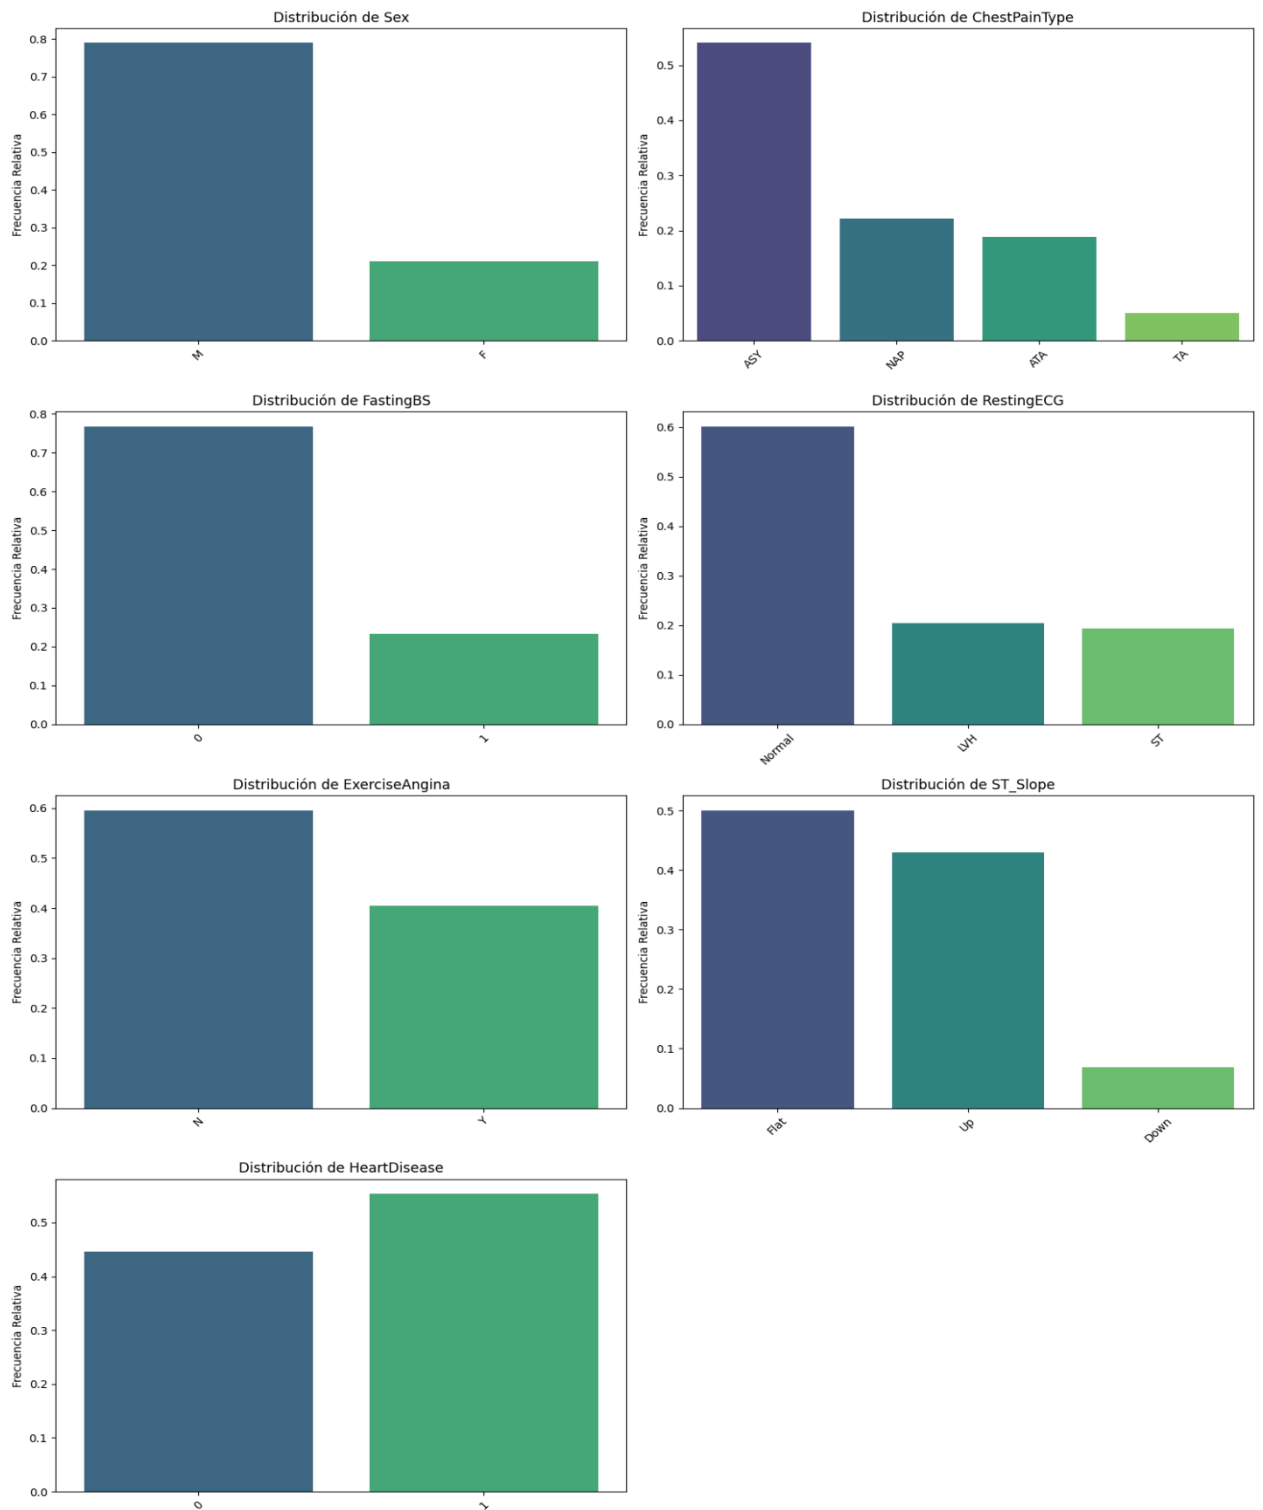 Distribución de Sex
Frecuencia Relativa
0.8
0.7
0.6
0.5
0.4
0.3
0.2
0.1
0.0
M
F
Distribución de ChestPainType
Frecuencia Relativa
0.5
0.4
0.3
0.2
0.1
0.0
ASY
NAP
ATA
TA
Distribución de FastingBS
Frecuencia Relativa
0.8
0.7
0.6
0.5
0.4
0.3
0.2
0.1
0.0
0
1
Distribución de RestingECG
Frecuencia Relativa
0.6
0.5
0.4
0.3
0.2
0.1
0.0
Normal
LVH
ST
Distribución de ExerciseAngina
Frecuencia Relativa
0.6
0.5
0.4
0.3
0.2
0.1
0.0
N
Y
Distribución de ST_Slope
Frecuencia Relativa
0.5
0.4
0.3
0.2
0.1
0.0
Flat
Up
Down
Distribución de HeartDisease
Frecuencia Relativa
0.5
0.4
0.3
0.2
0.1
0.0
0
1